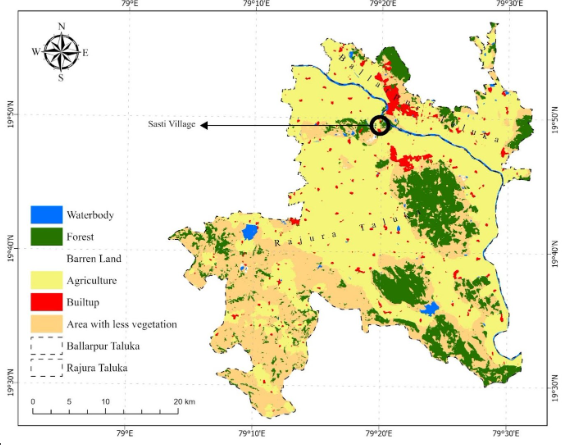 79°E 79°10'E 79°20'E 79°30'E
N
W E
S
Ballarpur Taluka
19°50'N 19°50'N
Sasti Village
Waterbody
Forest
Barren Land
Agriculture
Builtup
Area with less vegetation
Ballarpur Taluka
Rajura Taluka
Rajura Taluka
19°40'N 19°40'N
19°30'N 19°30'N
0 5 10 20 km
79°E 79°10'E 79°20'E 79°30'E